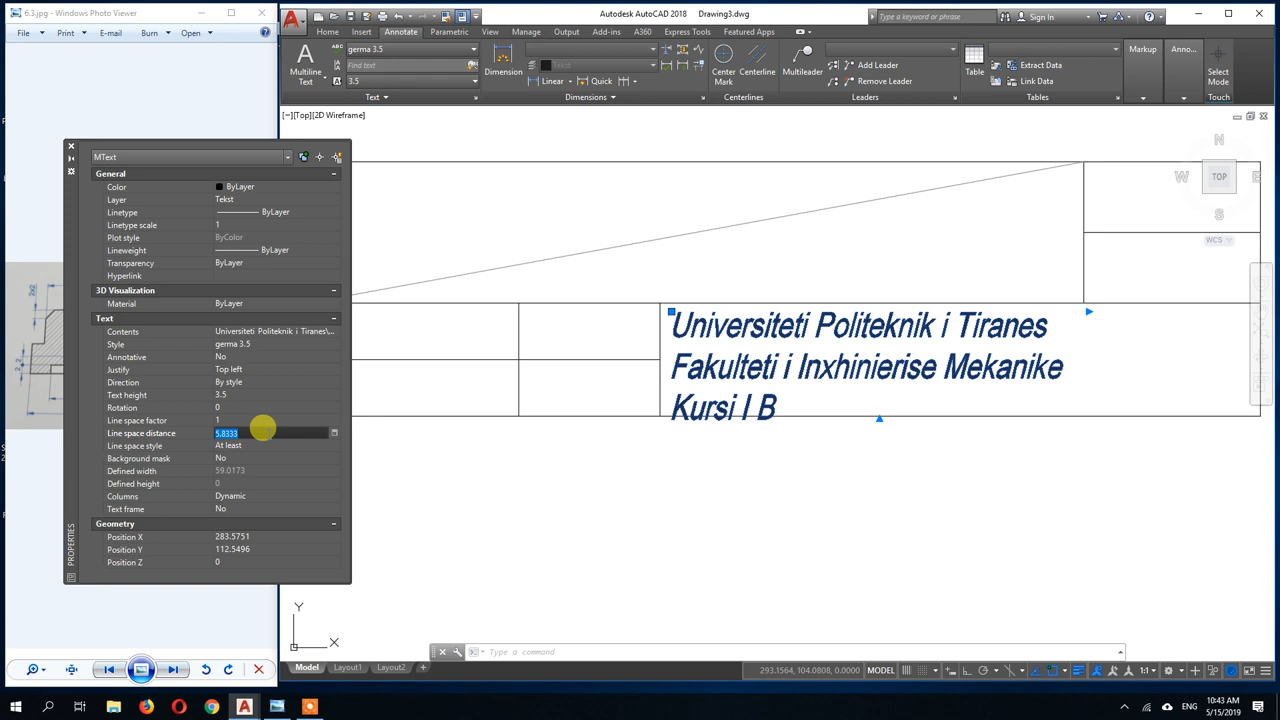 6.3.jpg - Windows Photo Viewer
Autodesk AutoCAD 2018 Drawing3.dwg
Type a keyword or phrase
Sign In
File Print E-mail Burn Open
Home Insert Annotate Parametric View Manage Output Add-ins A360 Express Tools Featured Apps
Multiline
Text
germa 3.5
Find text
3.5
Text
Dimension
Tekst
Linear Quick
Dimensions
Center
Mark
Centerline
Centerlines
Multileader
Add Leader
Remove Leader
Leaders
Table
Extract Data
Link Data
Tables
Markup
Anno...
Select
Mode
Touch
[−][Top][2D Wireframe]
N
W TOP E
S
WCS
MText
General
Color ByLayer
Layer Tekst
Linetype ByLayer
Linetype scale 1
Plot style ByColor
Lineweight ByLayer
Transparency ByLayer
Hyperlink
3D Visualization
Material ByLayer
Text
Contents Universiteti Politeknik i Tiranes\...
Style germa 3.5
Annotative No
Justify Top left
Direction By style
Text height 3.5
Rotation 0
Line space factor 1
Line space distance 5.8333
Line space style At least
Background mask No
Defined width 59.0173
Defined height 0
Columns Dynamic
Text frame No
Geometry
Position X 283.5751
Position Y 112.5496
Position Z 0
PROPERTIES
Universiteti Politeknik i Tiranes
Fakulteti i Inxhinierise Mekanike
Kursi I B
Y
X
Type a command
Model Layout1 Layout2 +
293.1564, 104.0808, 0.0000 MODEL 1:1
ENG
10:43 AM
5/15/2019